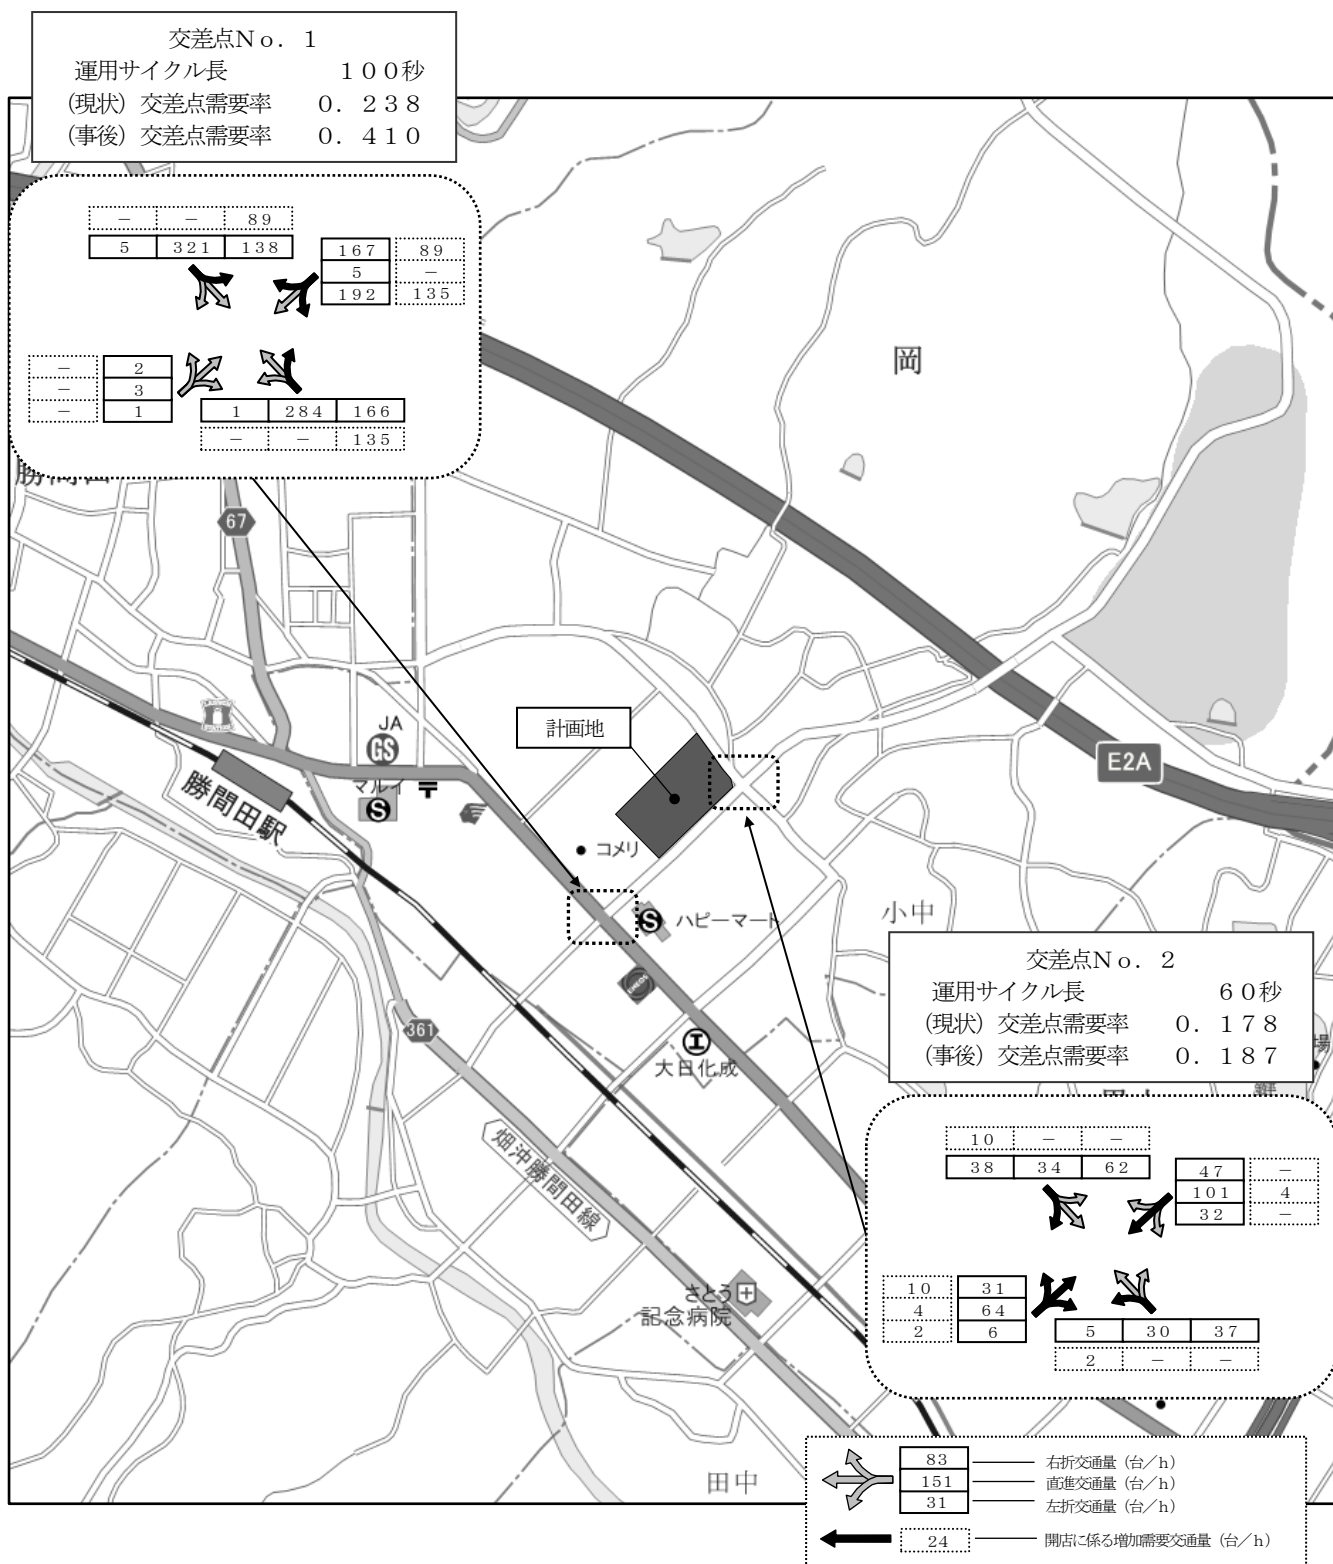 交差点Ｎｏ．１
運用サイクル長　１００秒
（現状）交差点需要率　０．２３８
（事後）交差点需要率　０．４１０
－ － ８９
５ ３２１ １３８
１６７ ８９
５ －
１９２ １３５
－ ２
－ ３
－ １
１ ２８４ １６６
－ － １３５
岡
67
JA
GS
計画地
E2A
マルイ
S
勝間田駅
コメリ
S
ハピーマート
小中
ENEOS
361
大日化成
畑沖勝間田線
さとう
記念病院
田中
交差点Ｎｏ．２
運用サイクル長　６０秒
（現状）交差点需要率　０．１７８
（事後）交差点需要率　０．１８７
場
１０ － －
３８ ３４ ６２
４７ －
１０１ ４
３２ －
１０ ３１
４ ６４
２ ６
５ ３０ ３７
２ － －
８３ 右折交通量（台／ｈ）
１５１ 直進交通量（台／ｈ）
３１ 左折交通量（台／ｈ）
２４ 開店に係る増加需要交通量（台／ｈ）